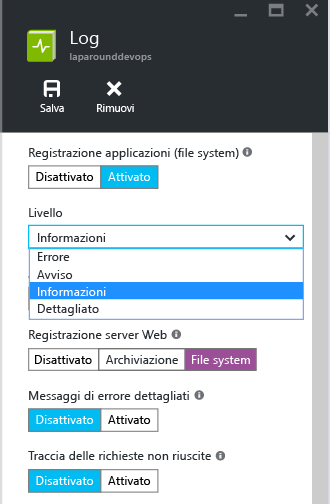 Log
laparounddevops
Salva
Rimuovi
Registrazione applicazioni (file system)
Disattivato Attivato
Livello
Informazioni
Errore
Avviso
Informazioni
Dettagliato
Registrazione server Web
Disattivato Archiviazione File system
Messaggi di errore dettagliati
Disattivato Attivato
Traccia delle richieste non riuscite
Disattivato Attivato